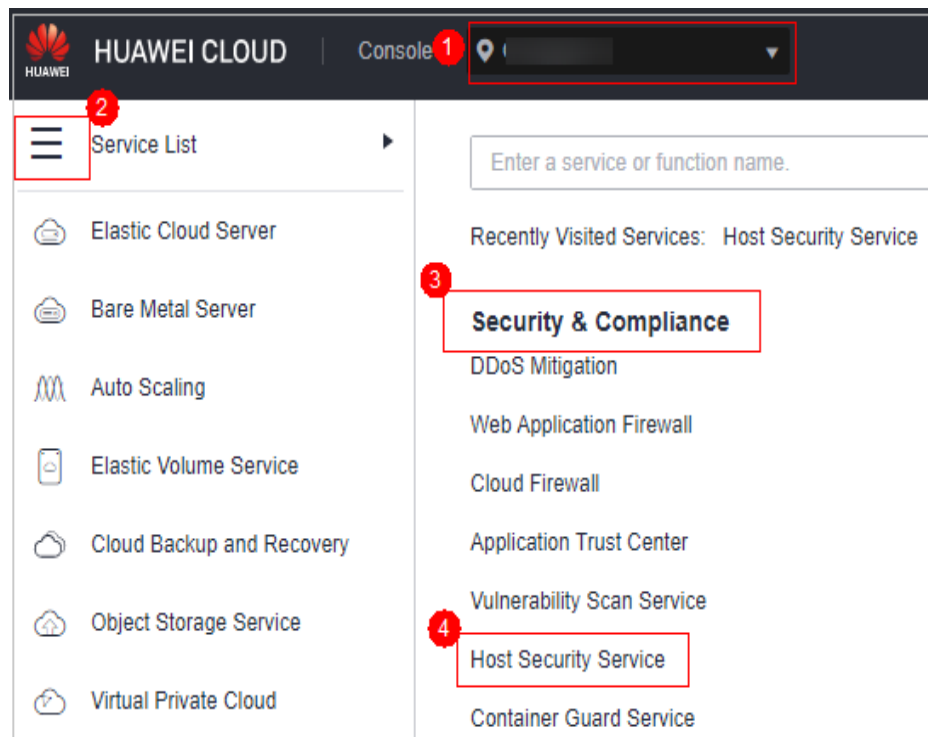 HUAWEI
HUAWEI CLOUD
Console
1
2
Service List
Elastic Cloud Server
Bare Metal Server
Auto Scaling
Elastic Volume Service
Cloud Backup and Recovery
Object Storage Service
Virtual Private Cloud
Enter a service or function name.
Recently Visited Services: Host Security Service
3
Security & Compliance
DDoS Mitigation
Web Application Firewall
Cloud Firewall
Application Trust Center
Vulnerability Scan Service
4
Host Security Service
Container Guard Service